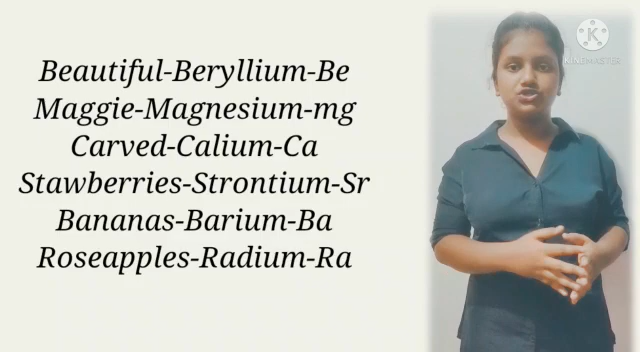 Beautiful-Beryllium-Be
Maggie-Magnesium-mg
Carved-Calium-Ca
Stawberries-Strontium-Sr
Bananas-Barium-Ba
Roseapples-Radium-Ra
K
KINEMASTER